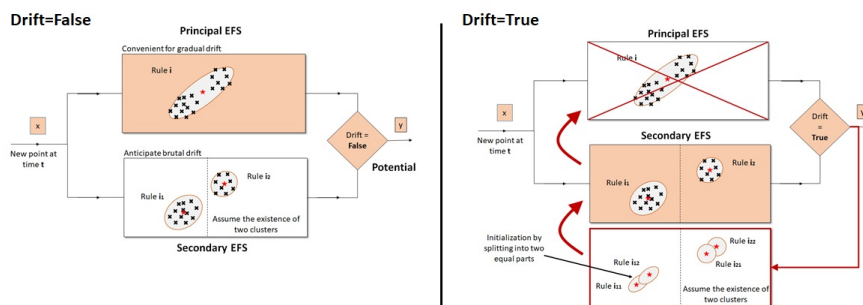 Drift=False
Principal EFS
Convenient for gradual drift
Rule i
x
New point at
time t
Drift =
False
y
Potential
Anticipate brutal drift
Rule i1
Rule i2
Assume the existence of
two clusters
Secondary EFS
Drift=True
Principal EFS
Rule i
x
New point at
time t
Drift
=
True
y
Secondary EFS
Rule i1
Rule i2
Initialization by
splitting into two
equal parts
Rule i12
Rule i11
Rule i22
Rule i21
Assume the existence of
two clusters